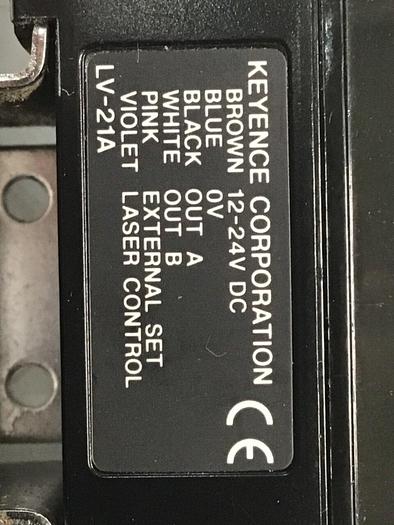 KEYENCE CORPORATION
BROWN 12-24V DC
BLUE 0V
BLACK OUT A
WHITE OUT B
PINK EXTERNAL SET
VIOLET LASER CONTROL
LV-21A
CE